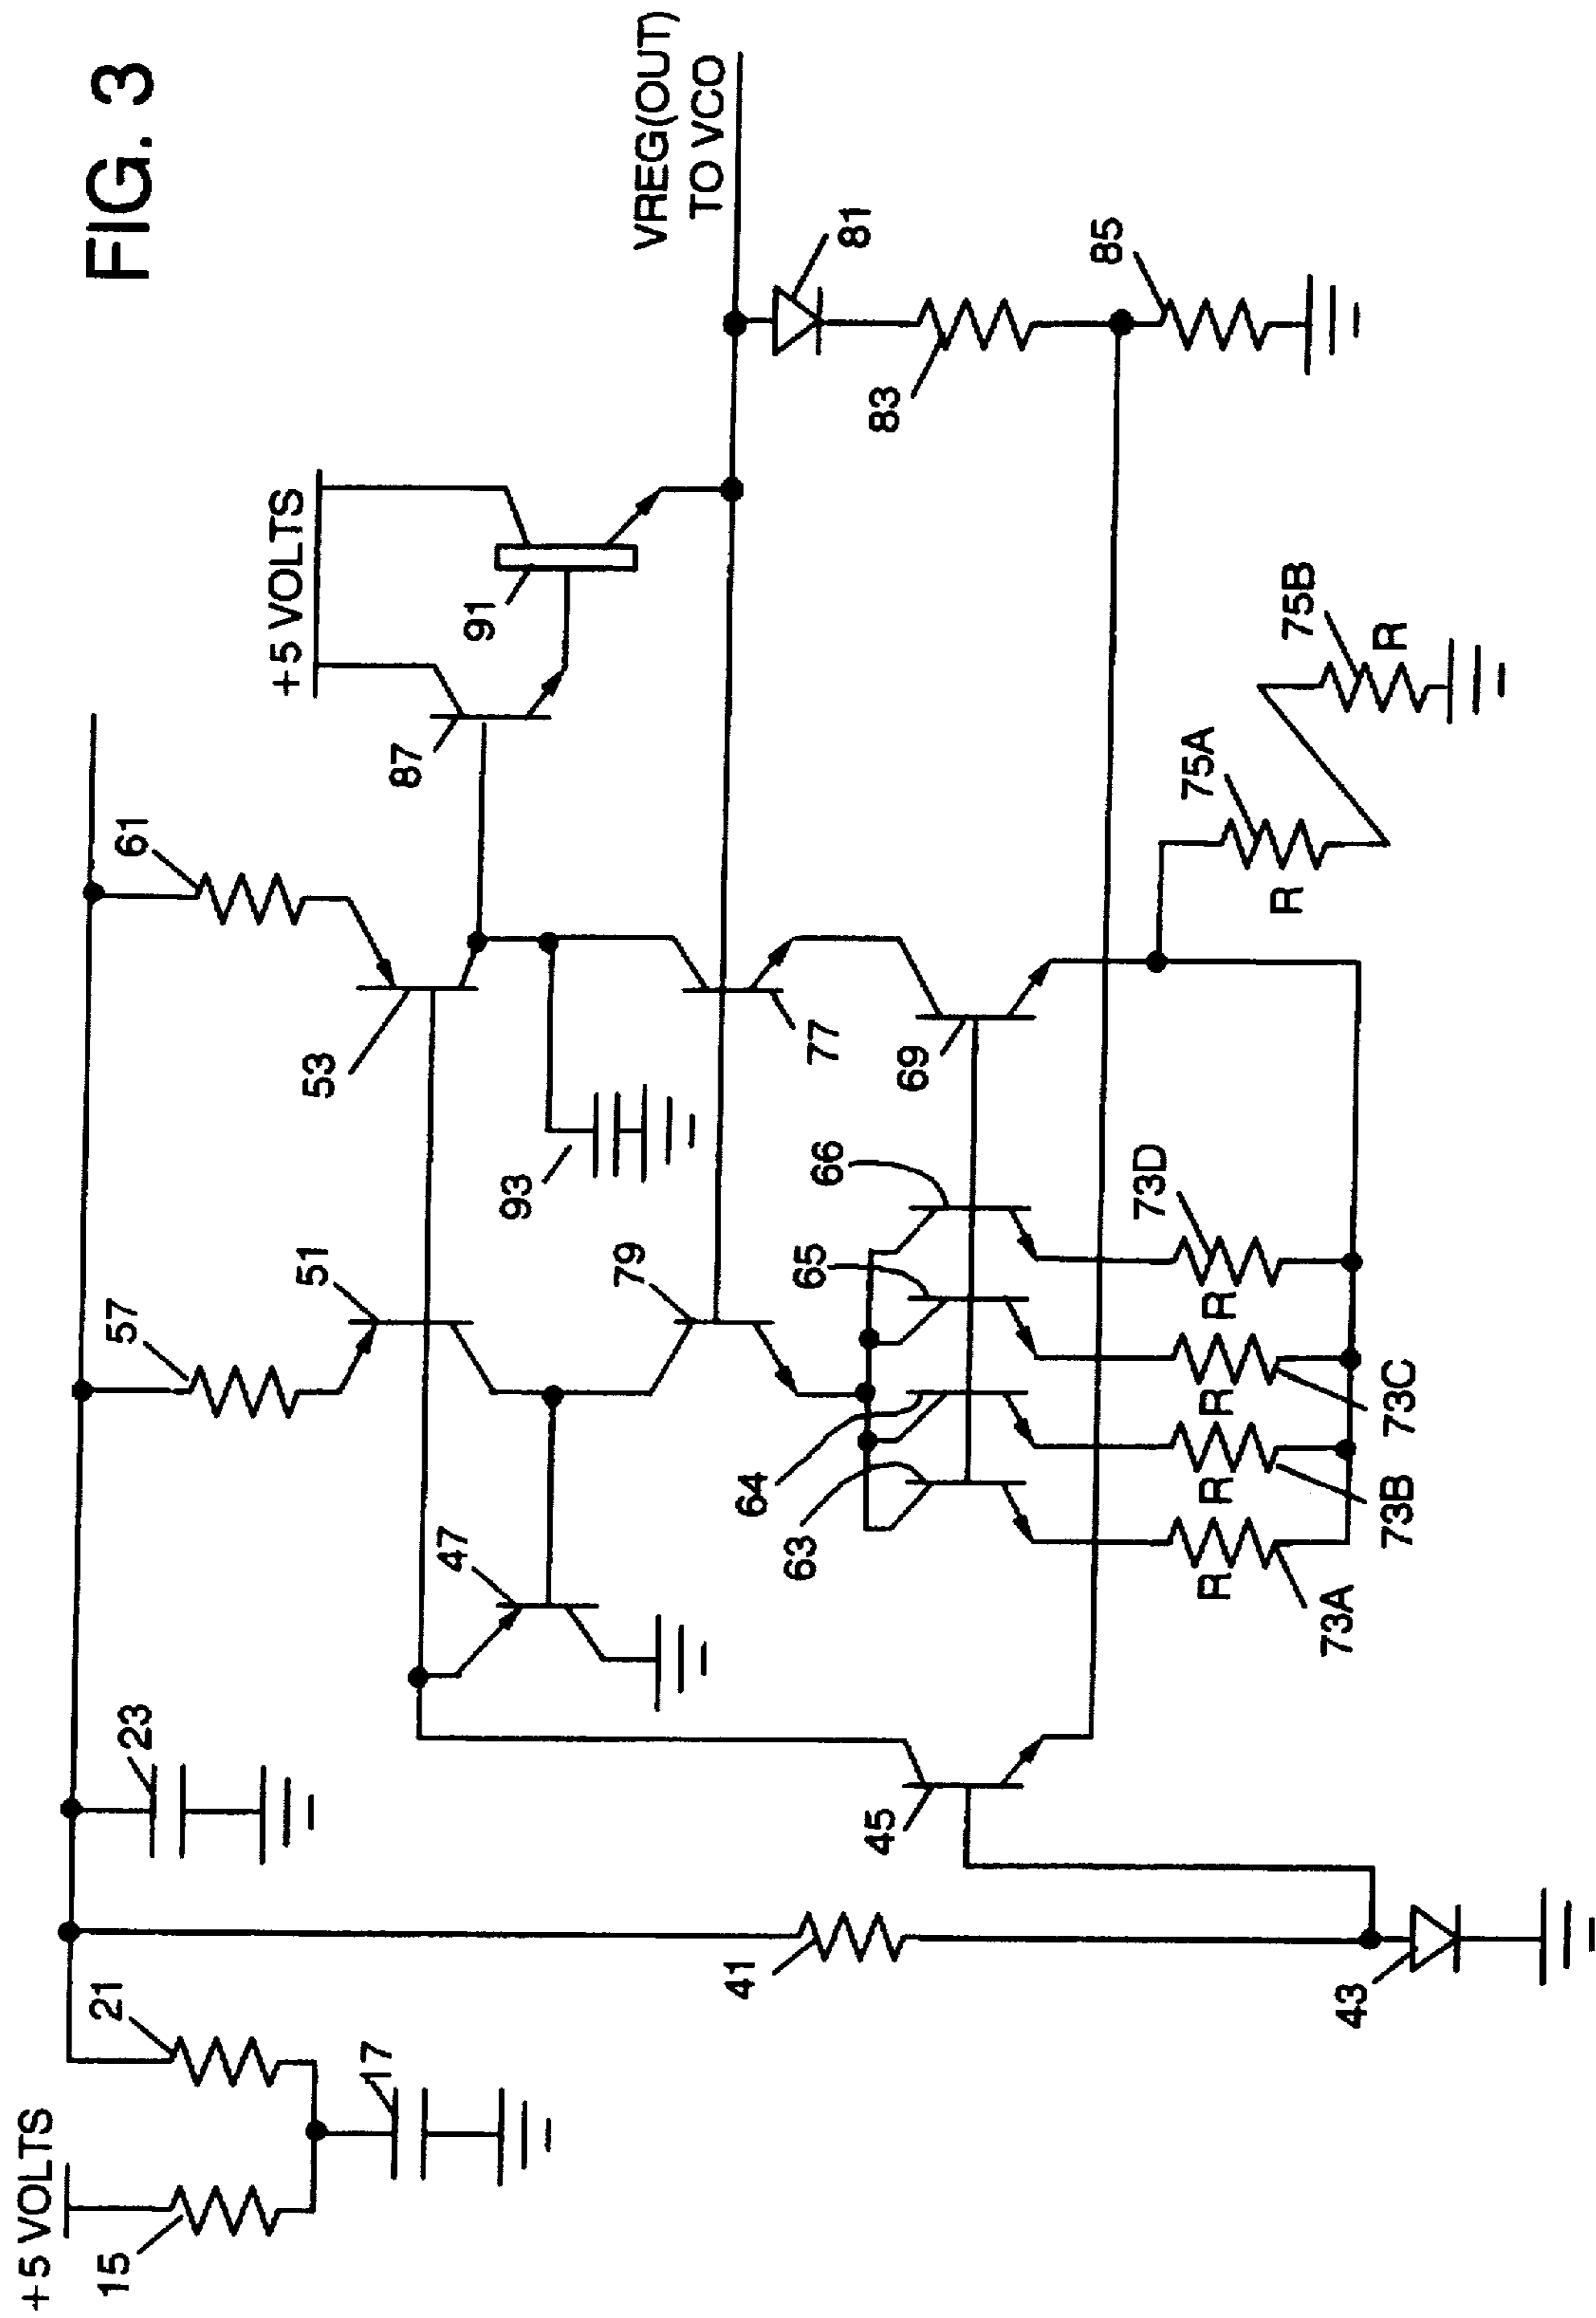 FIG. 3
+5 VOLTS
15
21
17
23
41
43
45
47
57
51
61
53
93
79
77
63
64
65
66
69
73A
R
73B
R
73C
R
73D
R
75A
R
75B
R
+5 VOLTS
87
91
VREG(OUT)
TO VCO
81
83
85